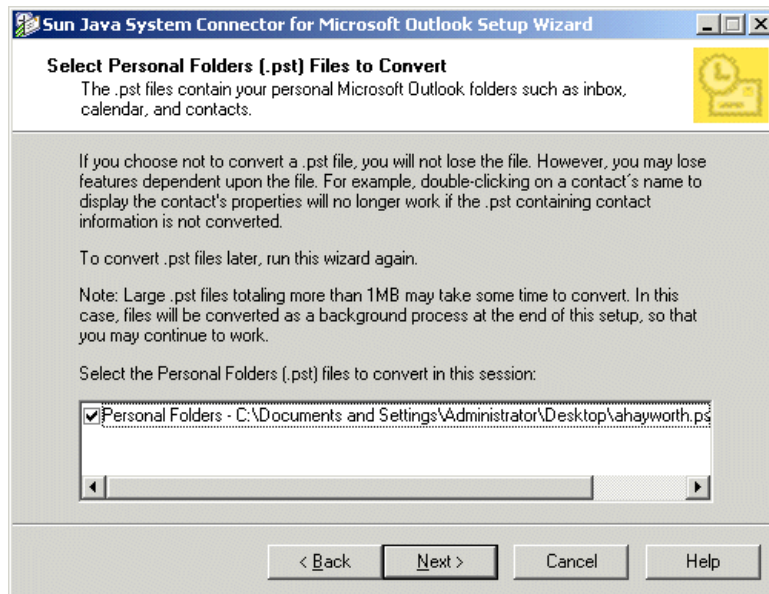 Sun Java System Connector for Microsoft Outlook Setup Wizard
Select Personal Folders (.pst) Files to Convert
The .pst files contain your personal Microsoft Outlook folders such as inbox,
calendar, and contacts.
If you choose not to convert a .pst file, you will not lose the file. However, you may lose
features dependent upon the file. For example, double-clicking on a contact´s name to
display the contact's properties will no longer work if the .pst containing contact
information is not converted.
To convert .pst files later, run this wizard again.
Note: Large .pst files totaling more than 1MB may take some time to convert. In this
case, files will be converted as a background process at the end of this setup, so that
you may continue to work.
Select the Personal Folders (.pst) files to convert in this session:
Personal Folders - C:\Documents and Settings\Administrator\Desktop\ahayworth.ps
< Back Next > Cancel Help